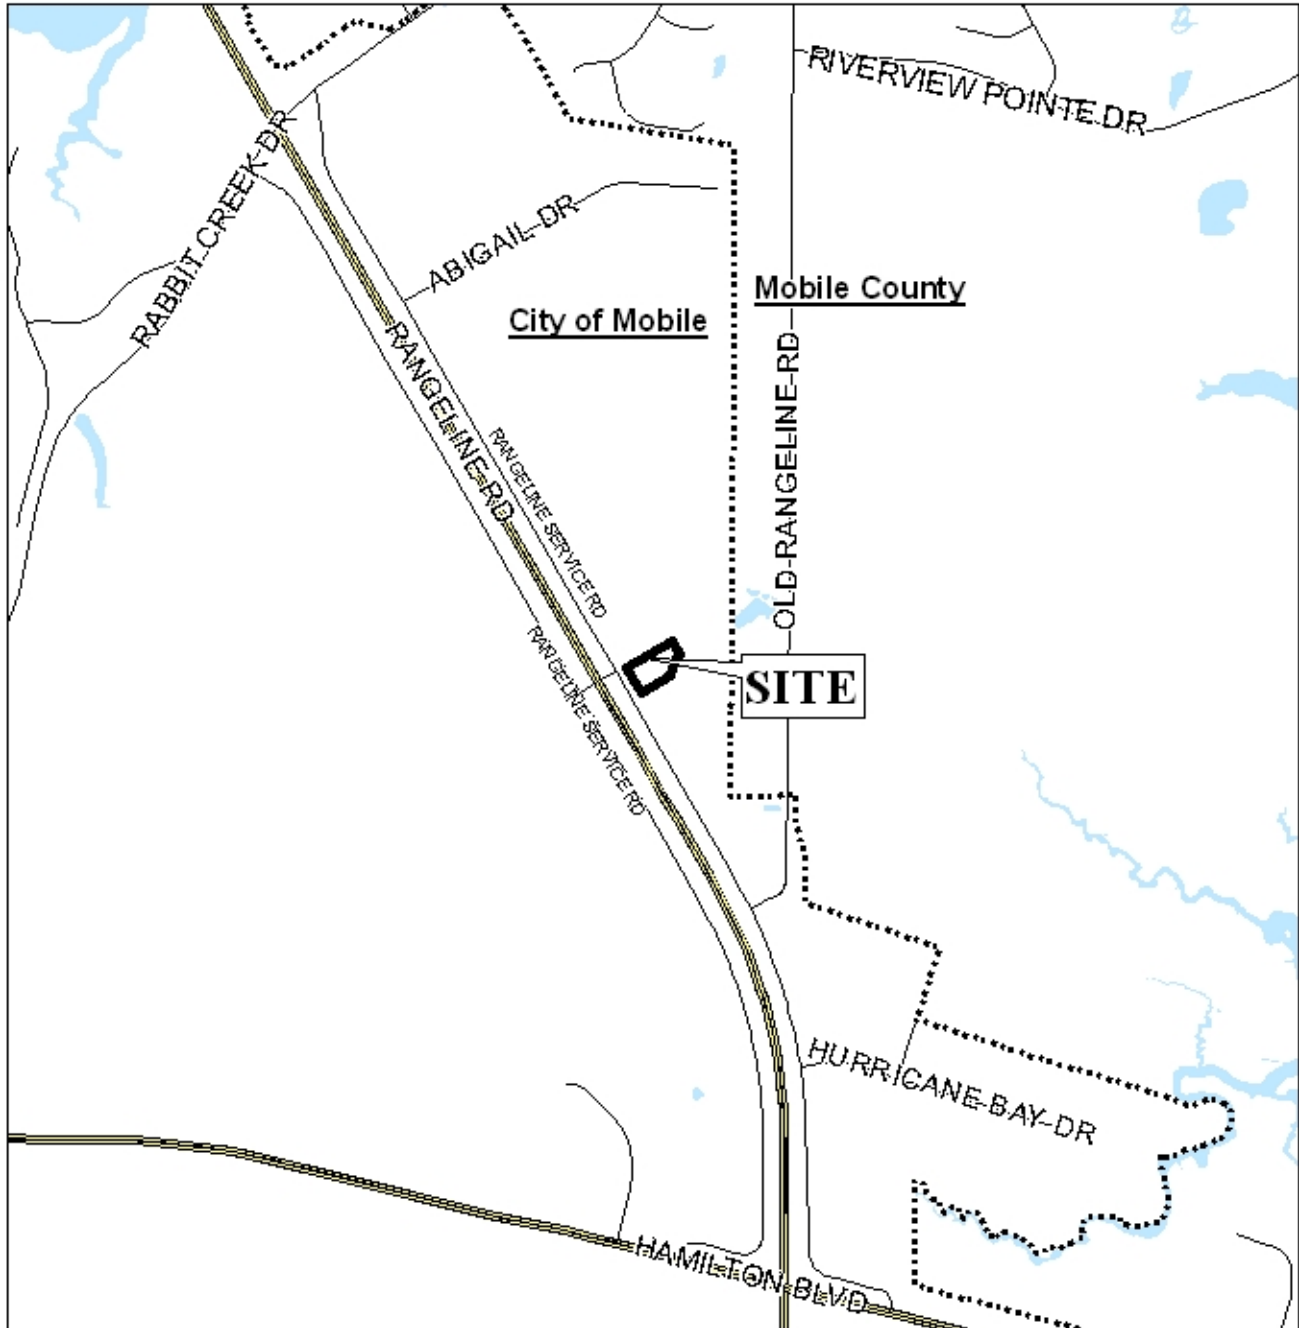 RIVERVIEW POINTE DR
RABBIT CREEK DR
ABIGAIL DR
Mobile County
City of Mobile
RANGELINE RD
OLD RANGELINE RD
RANGELINE SERVICE RD
RANGELINE SERVICE RD
SITE
HURRICANE BAY DR
HAMILTON BLVD